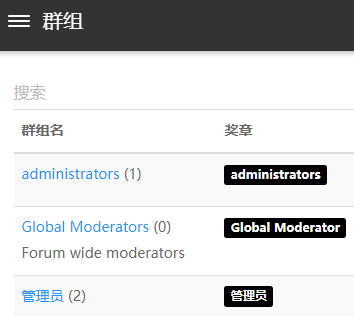 群组
搜索
群组名 奖章
administrators (1) administrators
Global Moderators (0) Global Moderator
Forum wide moderators
管理员 (2) 管理员